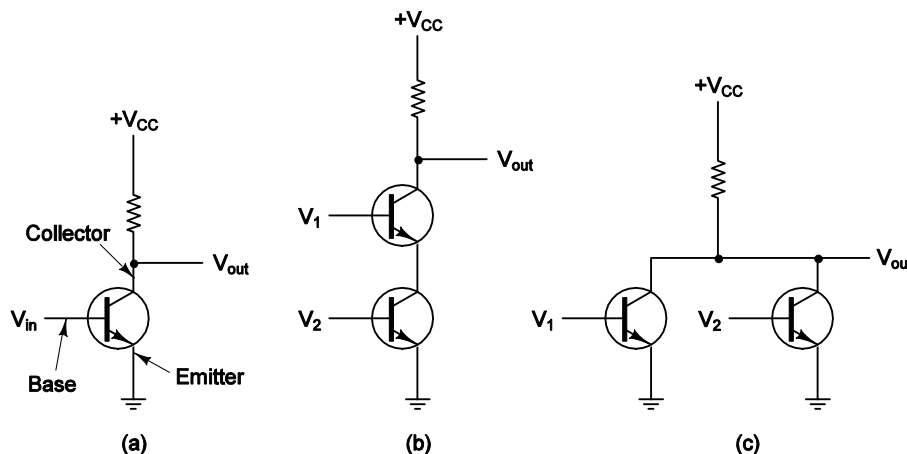 +VCC
Collector
Vout
Vin
Base
Emitter
(a)
+VCC
Vout
V1
V2
(b)
+VCC
Vou
V1
V2
(c)